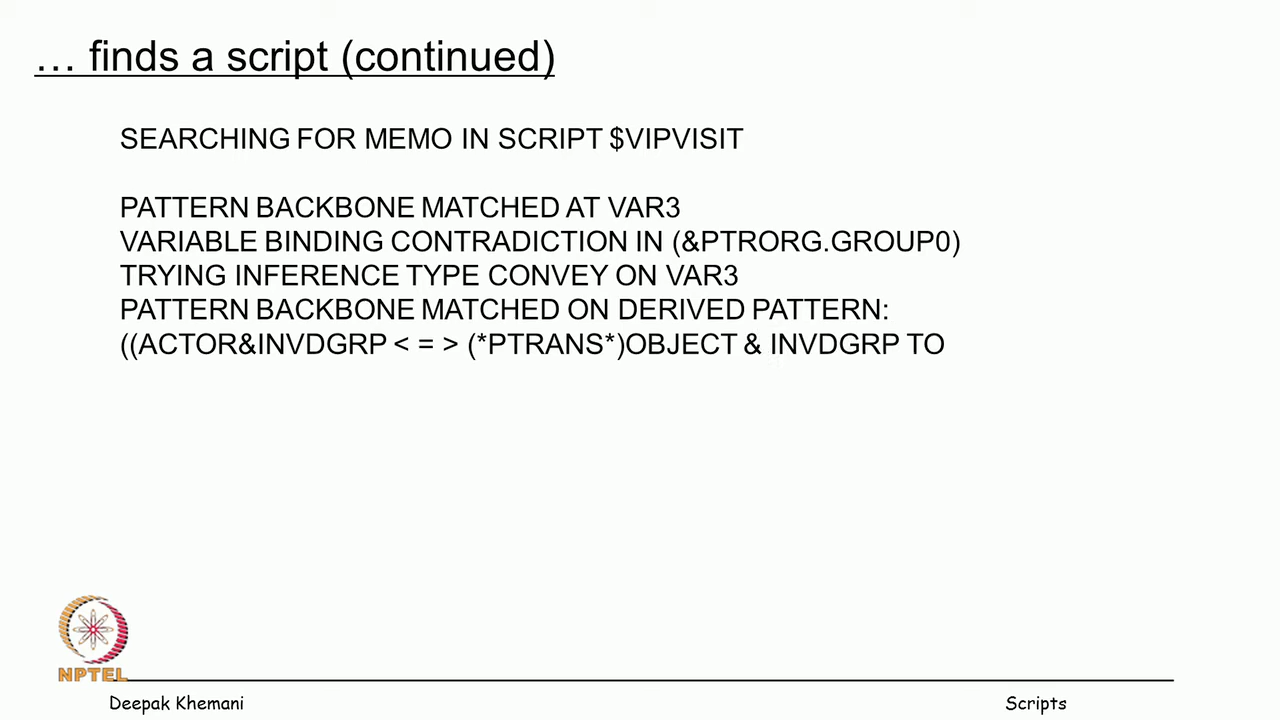 … finds a script (continued)
SEARCHING FOR MEMO IN SCRIPT $VIPVISIT
PATTERN BACKBONE MATCHED AT VAR3
VARIABLE BINDING CONTRADICTION IN (&PTRORG.GROUP0)
TRYING INFERENCE TYPE CONVEY ON VAR3
PATTERN BACKBONE MATCHED ON DERIVED PATTERN:
((ACTOR&INVDGRP < = > (*PTRANS*)OBJECT & INVDGRP TO
NPTEL
Deepak Khemani
Scripts